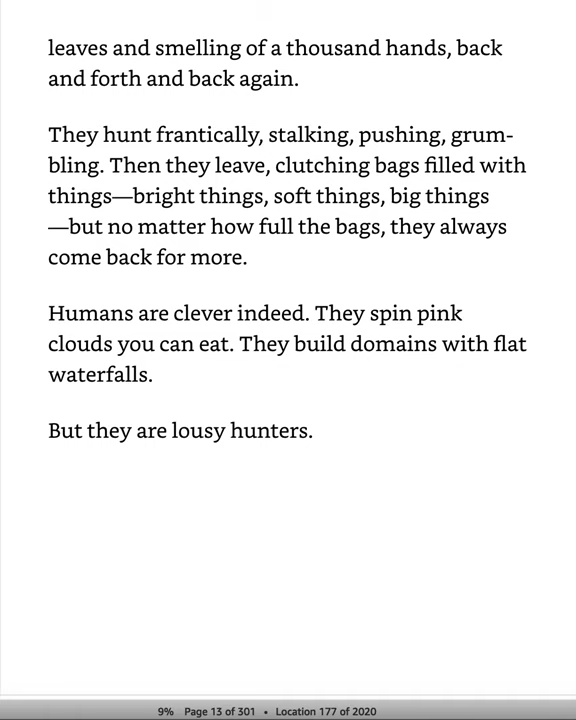 leaves and smelling of a thousand hands, back
and forth and back again.
They hunt frantically, stalking, pushing, grum-
bling. Then they leave, clutching bags filled with
things—bright things, soft things, big things
—but no matter how full the bags, they always
come back for more.
Humans are clever indeed. They spin pink
clouds you can eat. They build domains with flat
waterfalls.
But they are lousy hunters.
9% Page 13 of 301 • Location 177 of 2020